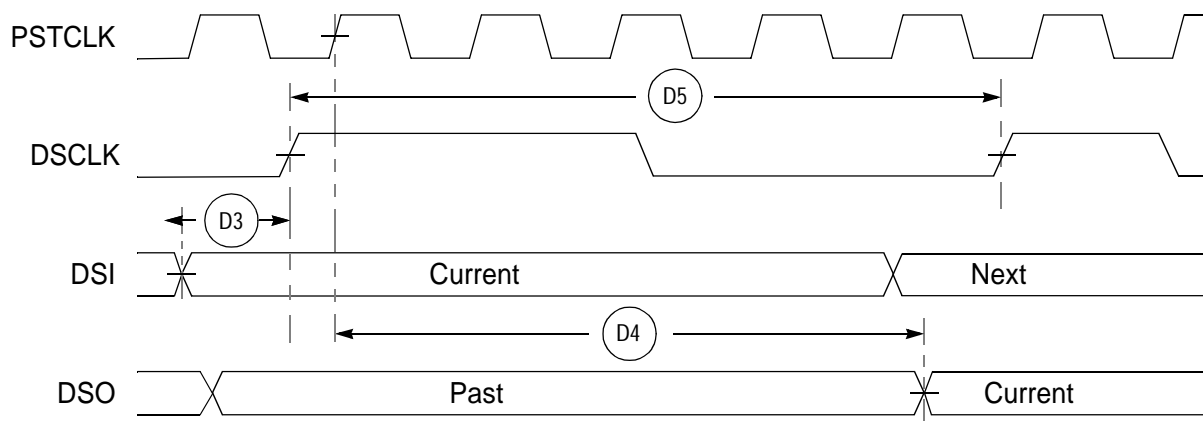 PSTCLK
D5
DSCLK
D3
DSI
Current
Next
D4
DSO
Past
Current